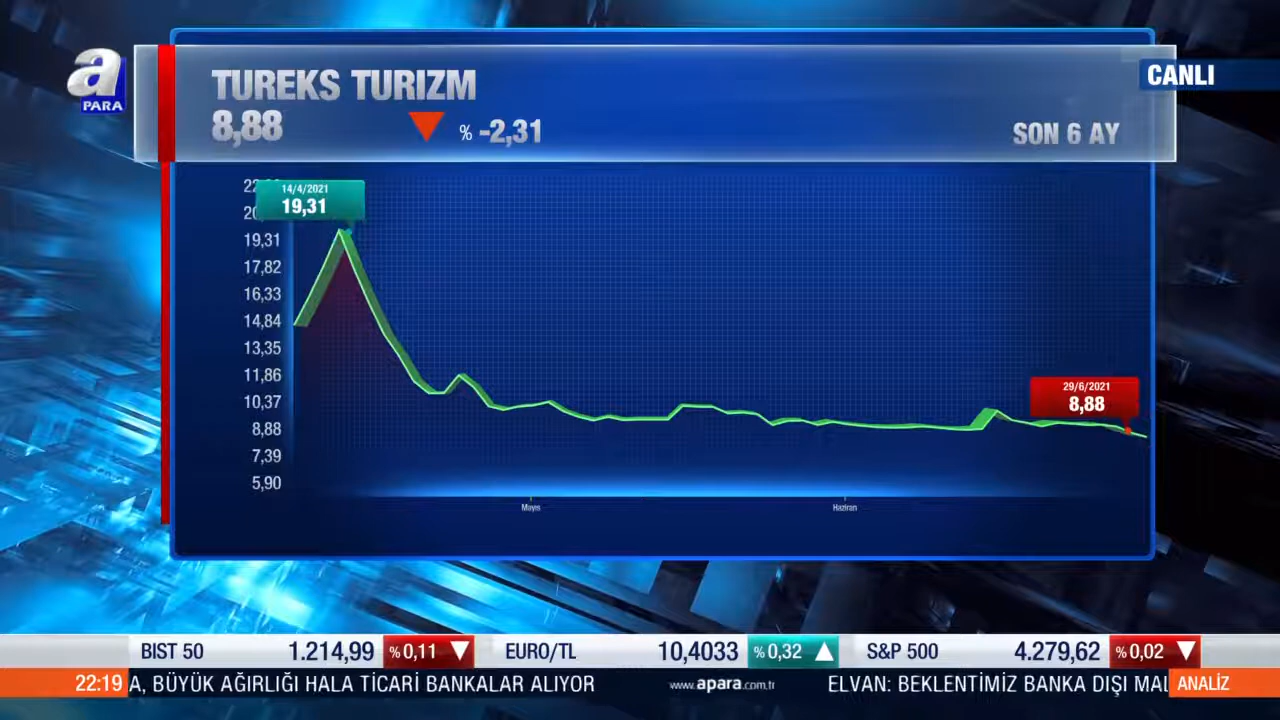 a
PARA
TUREKS TURIZM
8,88
% -2,31
SON 6 AY
CANLI
14/4/2021
19,31
19,31
17,82
16,33
14,84
13,35
11,86
10,37
8,88
7,39
5,90
29/6/2021
8,88
Mayıs
Haziran
BIST 50 1.214,99 %0,11 EURO/TL 10,4033 %0,32 S&P 500 4.279,62 %0,02
22:19 A, BÜYÜK AĞIRLIĞI HALA TİCARİ BANKALAR ALIYOR www.apara.com.tr ELVAN: BEKLENTİMİZ BANKA DIŞI MAL ANALİZ